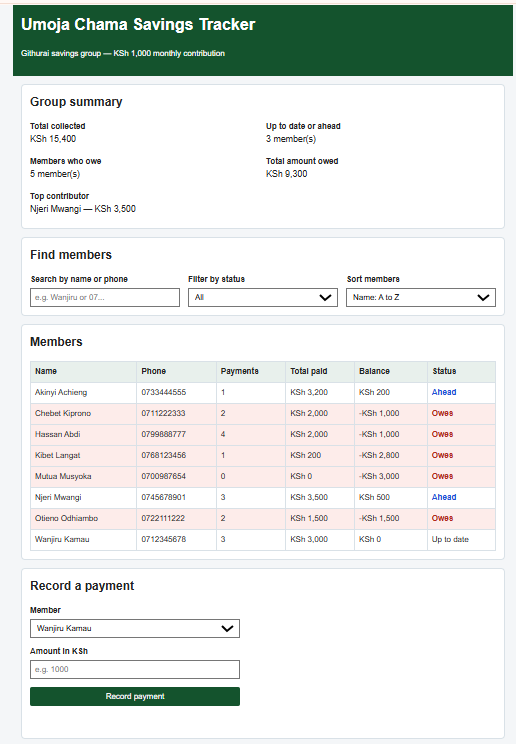 Umoja Chama Savings Tracker
Githurai savings group — KSh 1,000 monthly contribution
Group summary
Total collected
KSh 15,400
Up to date or ahead
3 member(s)
Members who owe
5 member(s)
Total amount owed
KSh 9,300
Top contributor
Njeri Mwangi — KSh 3,500
Find members
Search by name or phone
e.g. Wanjiru or 07...
Filter by status
All
Sort members
Name: A to Z
Members
Name Phone Payments Total paid Balance Status
Akinyi Achieng 0733444555 1 KSh 3,200 KSh 200 Ahead
Chebet Kiprono 0711222333 2 KSh 2,000 -KSh 1,000 Owes
Hassan Abdi 0799888777 4 KSh 2,000 -KSh 1,000 Owes
Kibet Langat 0768123456 1 KSh 200 -KSh 2,800 Owes
Mutua Musyoka 0700987654 0 KSh 0 -KSh 3,000 Owes
Njeri Mwangi 0745678901 3 KSh 3,500 KSh 500 Ahead
Otieno Odhiambo 0722111222 2 KSh 1,500 -KSh 1,500 Owes
Wanjiru Kamau 0712345678 3 KSh 3,000 KSh 0 Up to date
Record a payment
Member
Wanjiru Kamau
Amount in KSh
e.g. 1000
Record payment